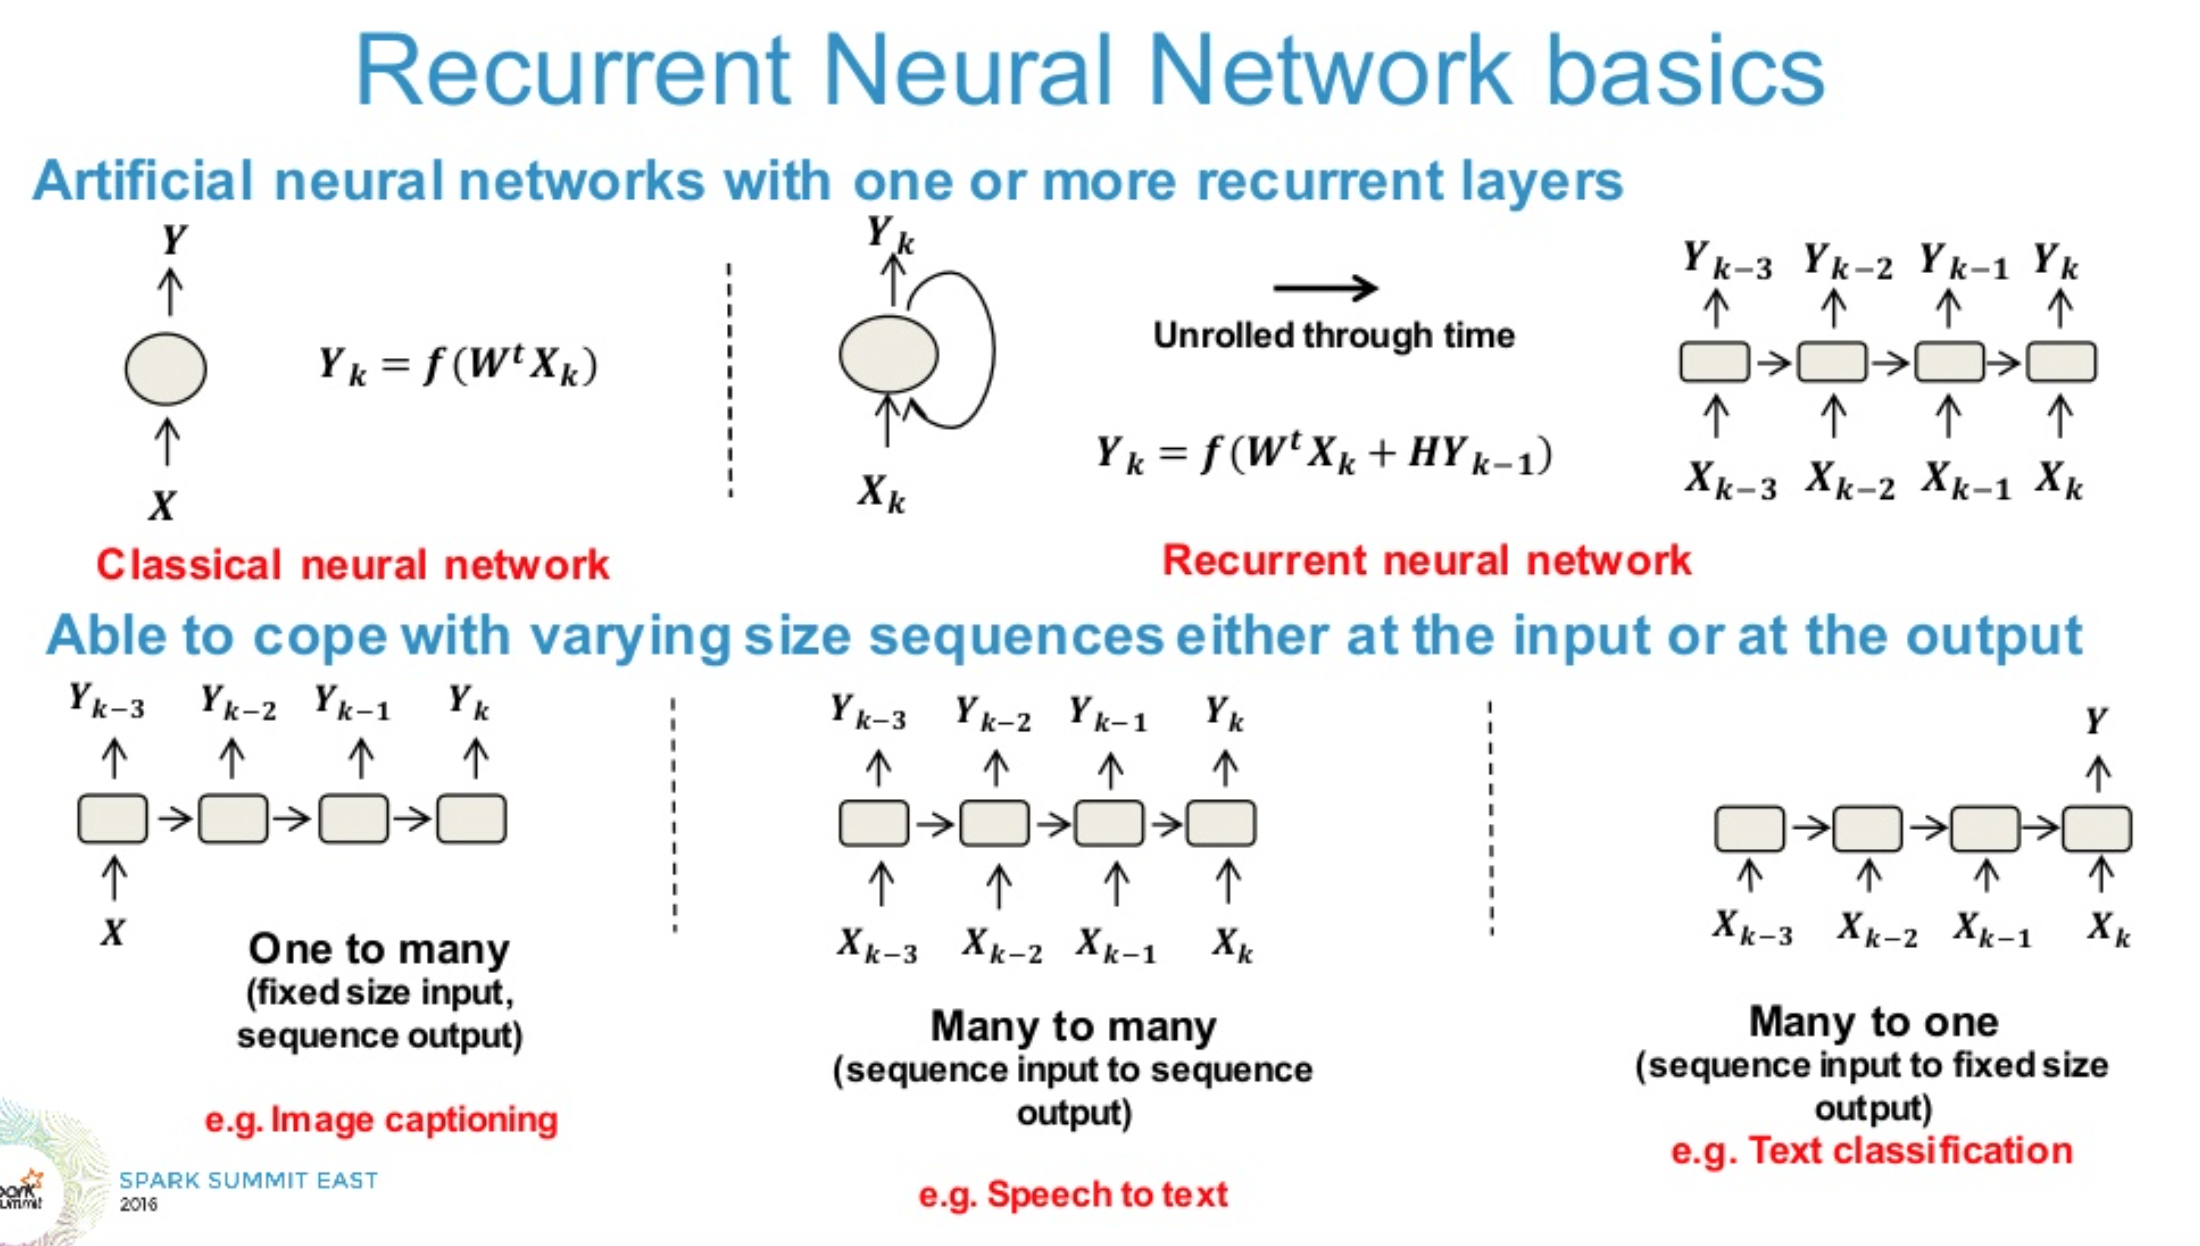 Recurrent Neural Network basics
Artificial neural networks with one or more recurrent layers
Y
X
Y_k = f(W^t X_k)
Classical neural network
Y_k
X_k
Unrolled through time
Y_k = f(W^t X_k + HY_{k-1})
Y_{k-3} Y_{k-2} Y_{k-1} Y_k
X_{k-3} X_{k-2} X_{k-1} X_k
Recurrent neural network
Able to cope with varying size sequences either at the input or at the output
Y_{k-3} Y_{k-2} Y_{k-1} Y_k
X
One to many
(fixed size input,
sequence output)
e.g. Image captioning
Y_{k-3} Y_{k-2} Y_{k-1} Y_k
X_{k-3} X_{k-2} X_{k-1} X_k
Many to many
(sequence input to sequence
output)
e.g. Speech to text
Y
X_{k-3} X_{k-2} X_{k-1} X_k
Many to one
(sequence input to fixed size
output)
e.g. Text classification
SPARK SUMMIT EAST
2016